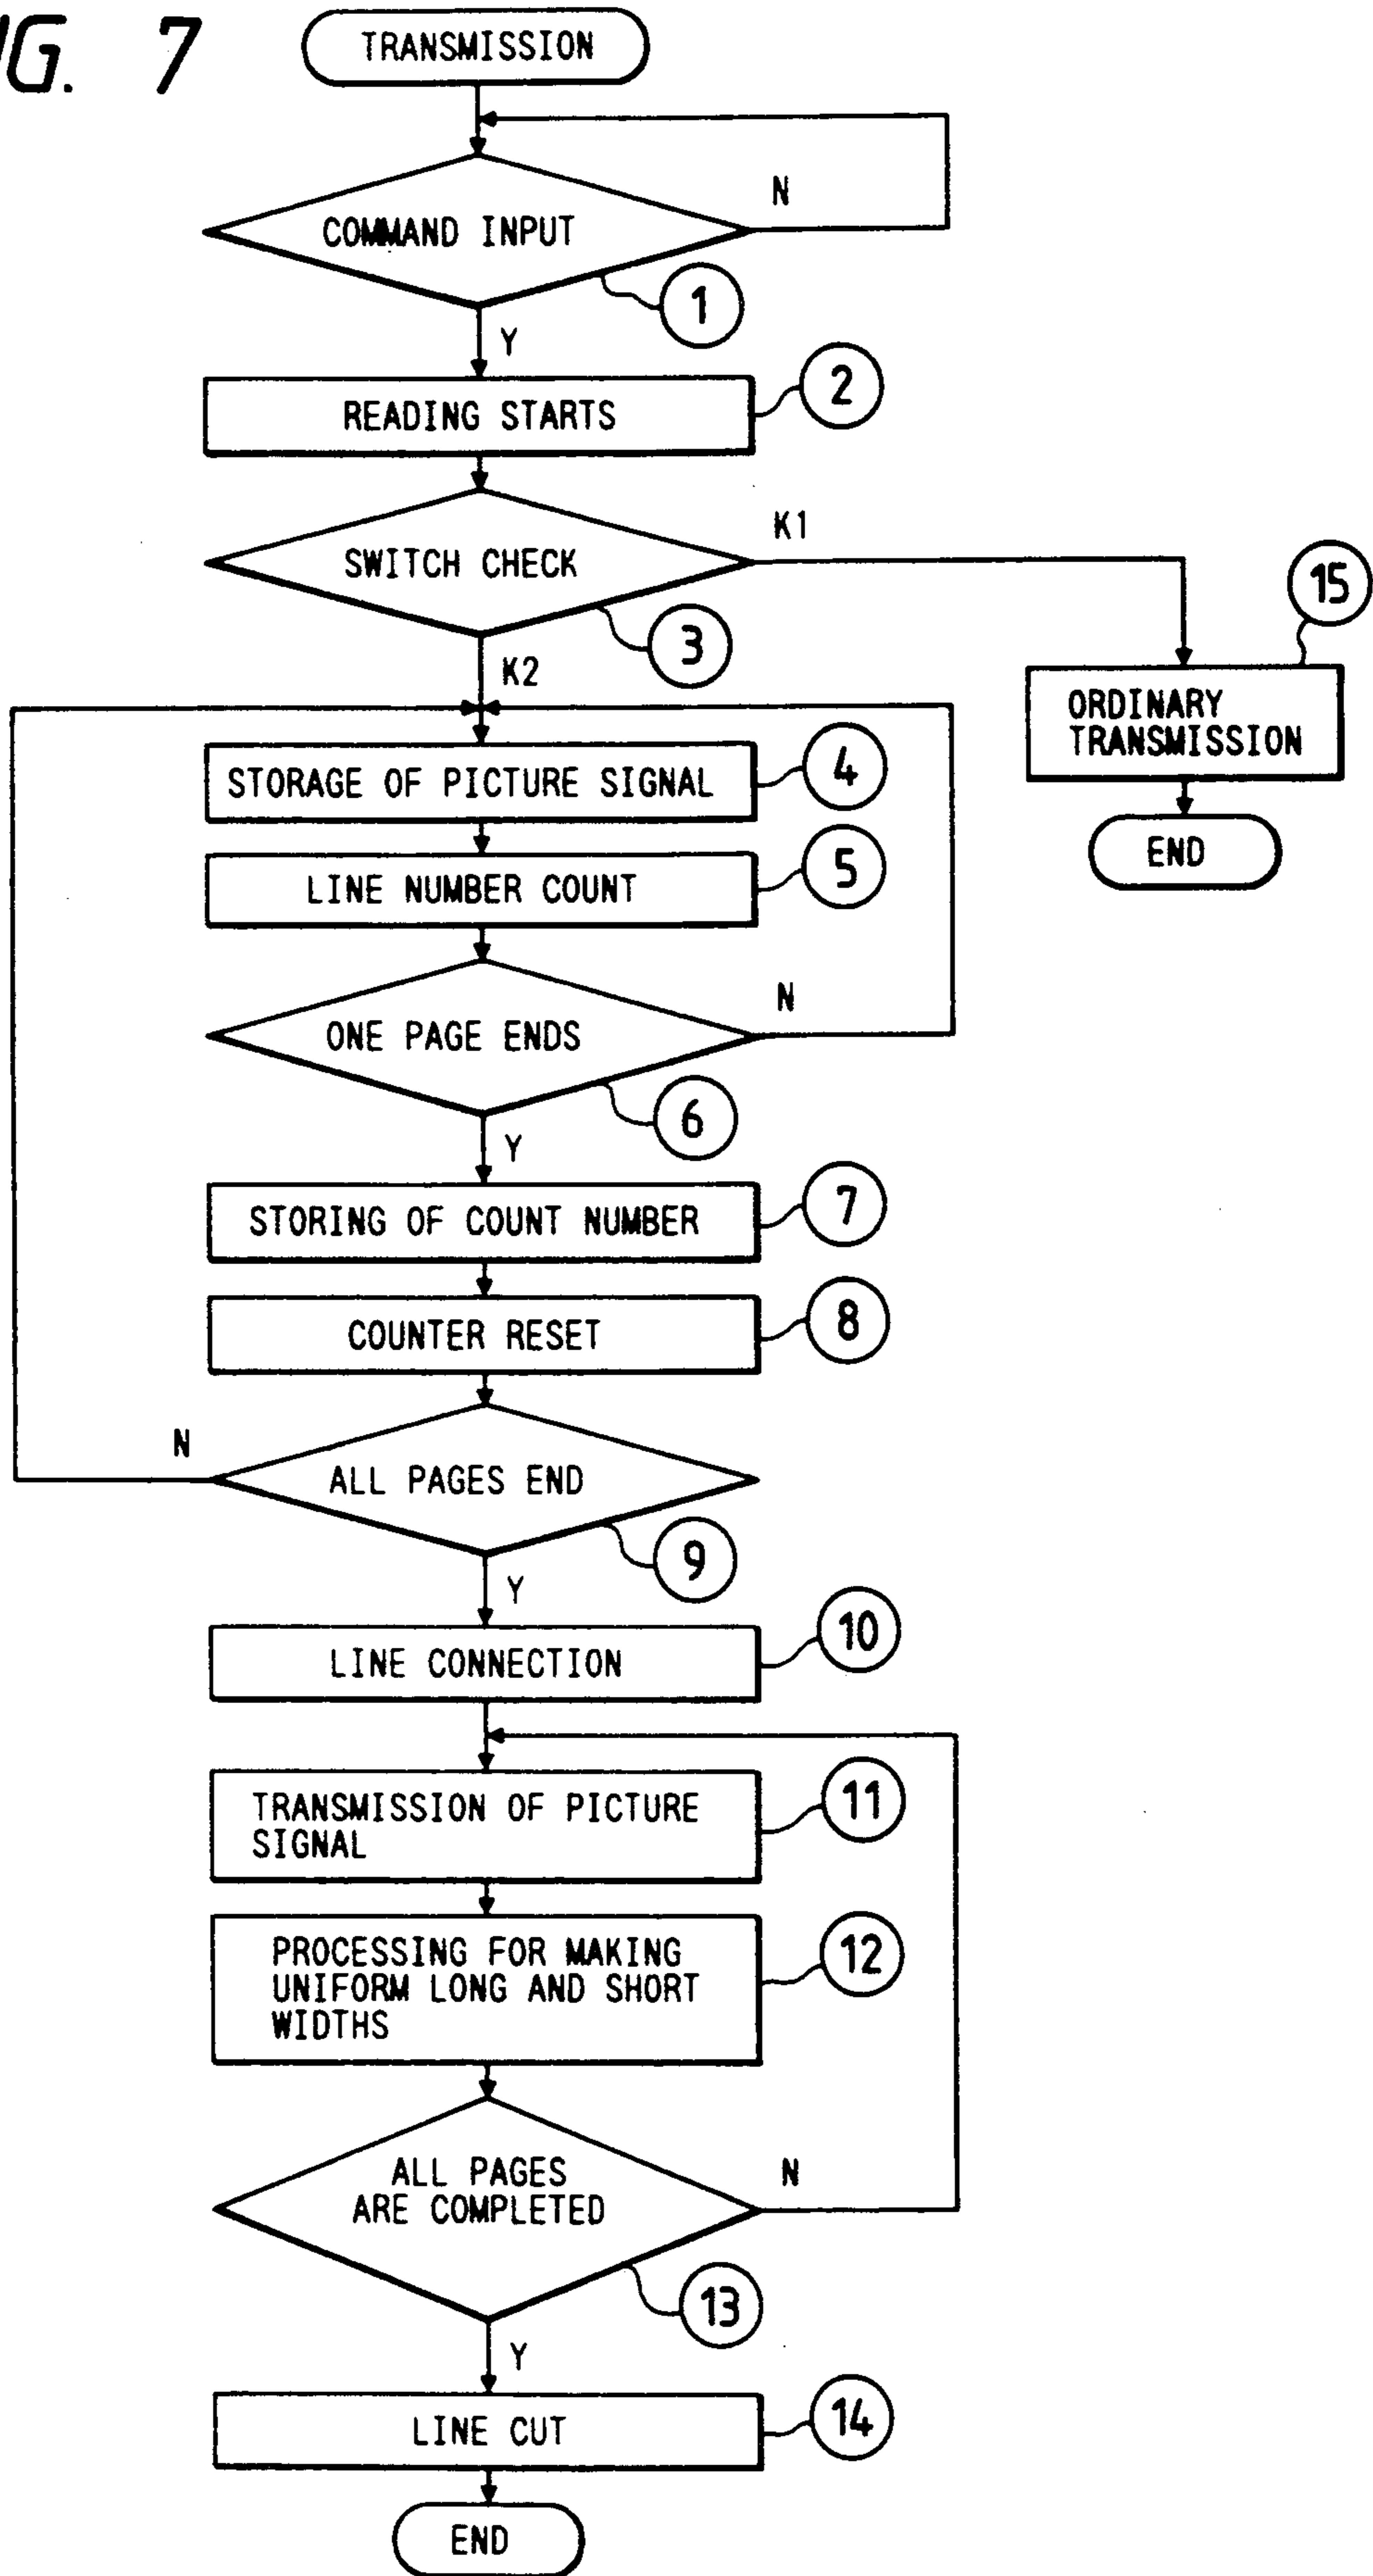 IG. 7
TRANSMISSION
COMMAND INPUT
N
1
Y
READING STARTS
2
SWITCH CHECK
K1
3
K2
15
ORDINARY
TRANSMISSION
END
STORAGE OF PICTURE SIGNAL
4
LINE NUMBER COUNT
5
ONE PAGE ENDS
N
6
Y
STORING OF COUNT NUMBER
7
COUNTER RESET
8
N
ALL PAGES END
9
Y
LINE CONNECTION
10
TRANSMISSION OF PICTURE
SIGNAL
11
PROCESSING FOR MAKING
UNIFORM LONG AND SHORT
WIDTHS
12
ALL PAGES
ARE COMPLETED
N
13
Y
LINE CUT
14
END